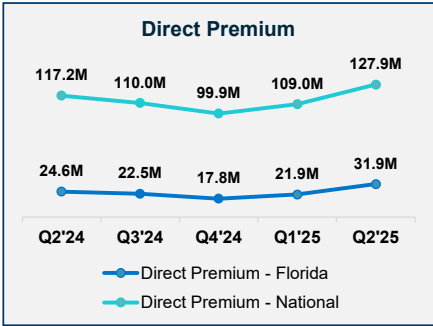 Direct Premium
117.2M 110.0M 99.9M 109.0M 127.9M
24.6M 22.5M 17.8M 21.9M 31.9M
Q2'24 Q3'24 Q4'24 Q1'25 Q2'25
Direct Premium - Florida
Direct Premium - National